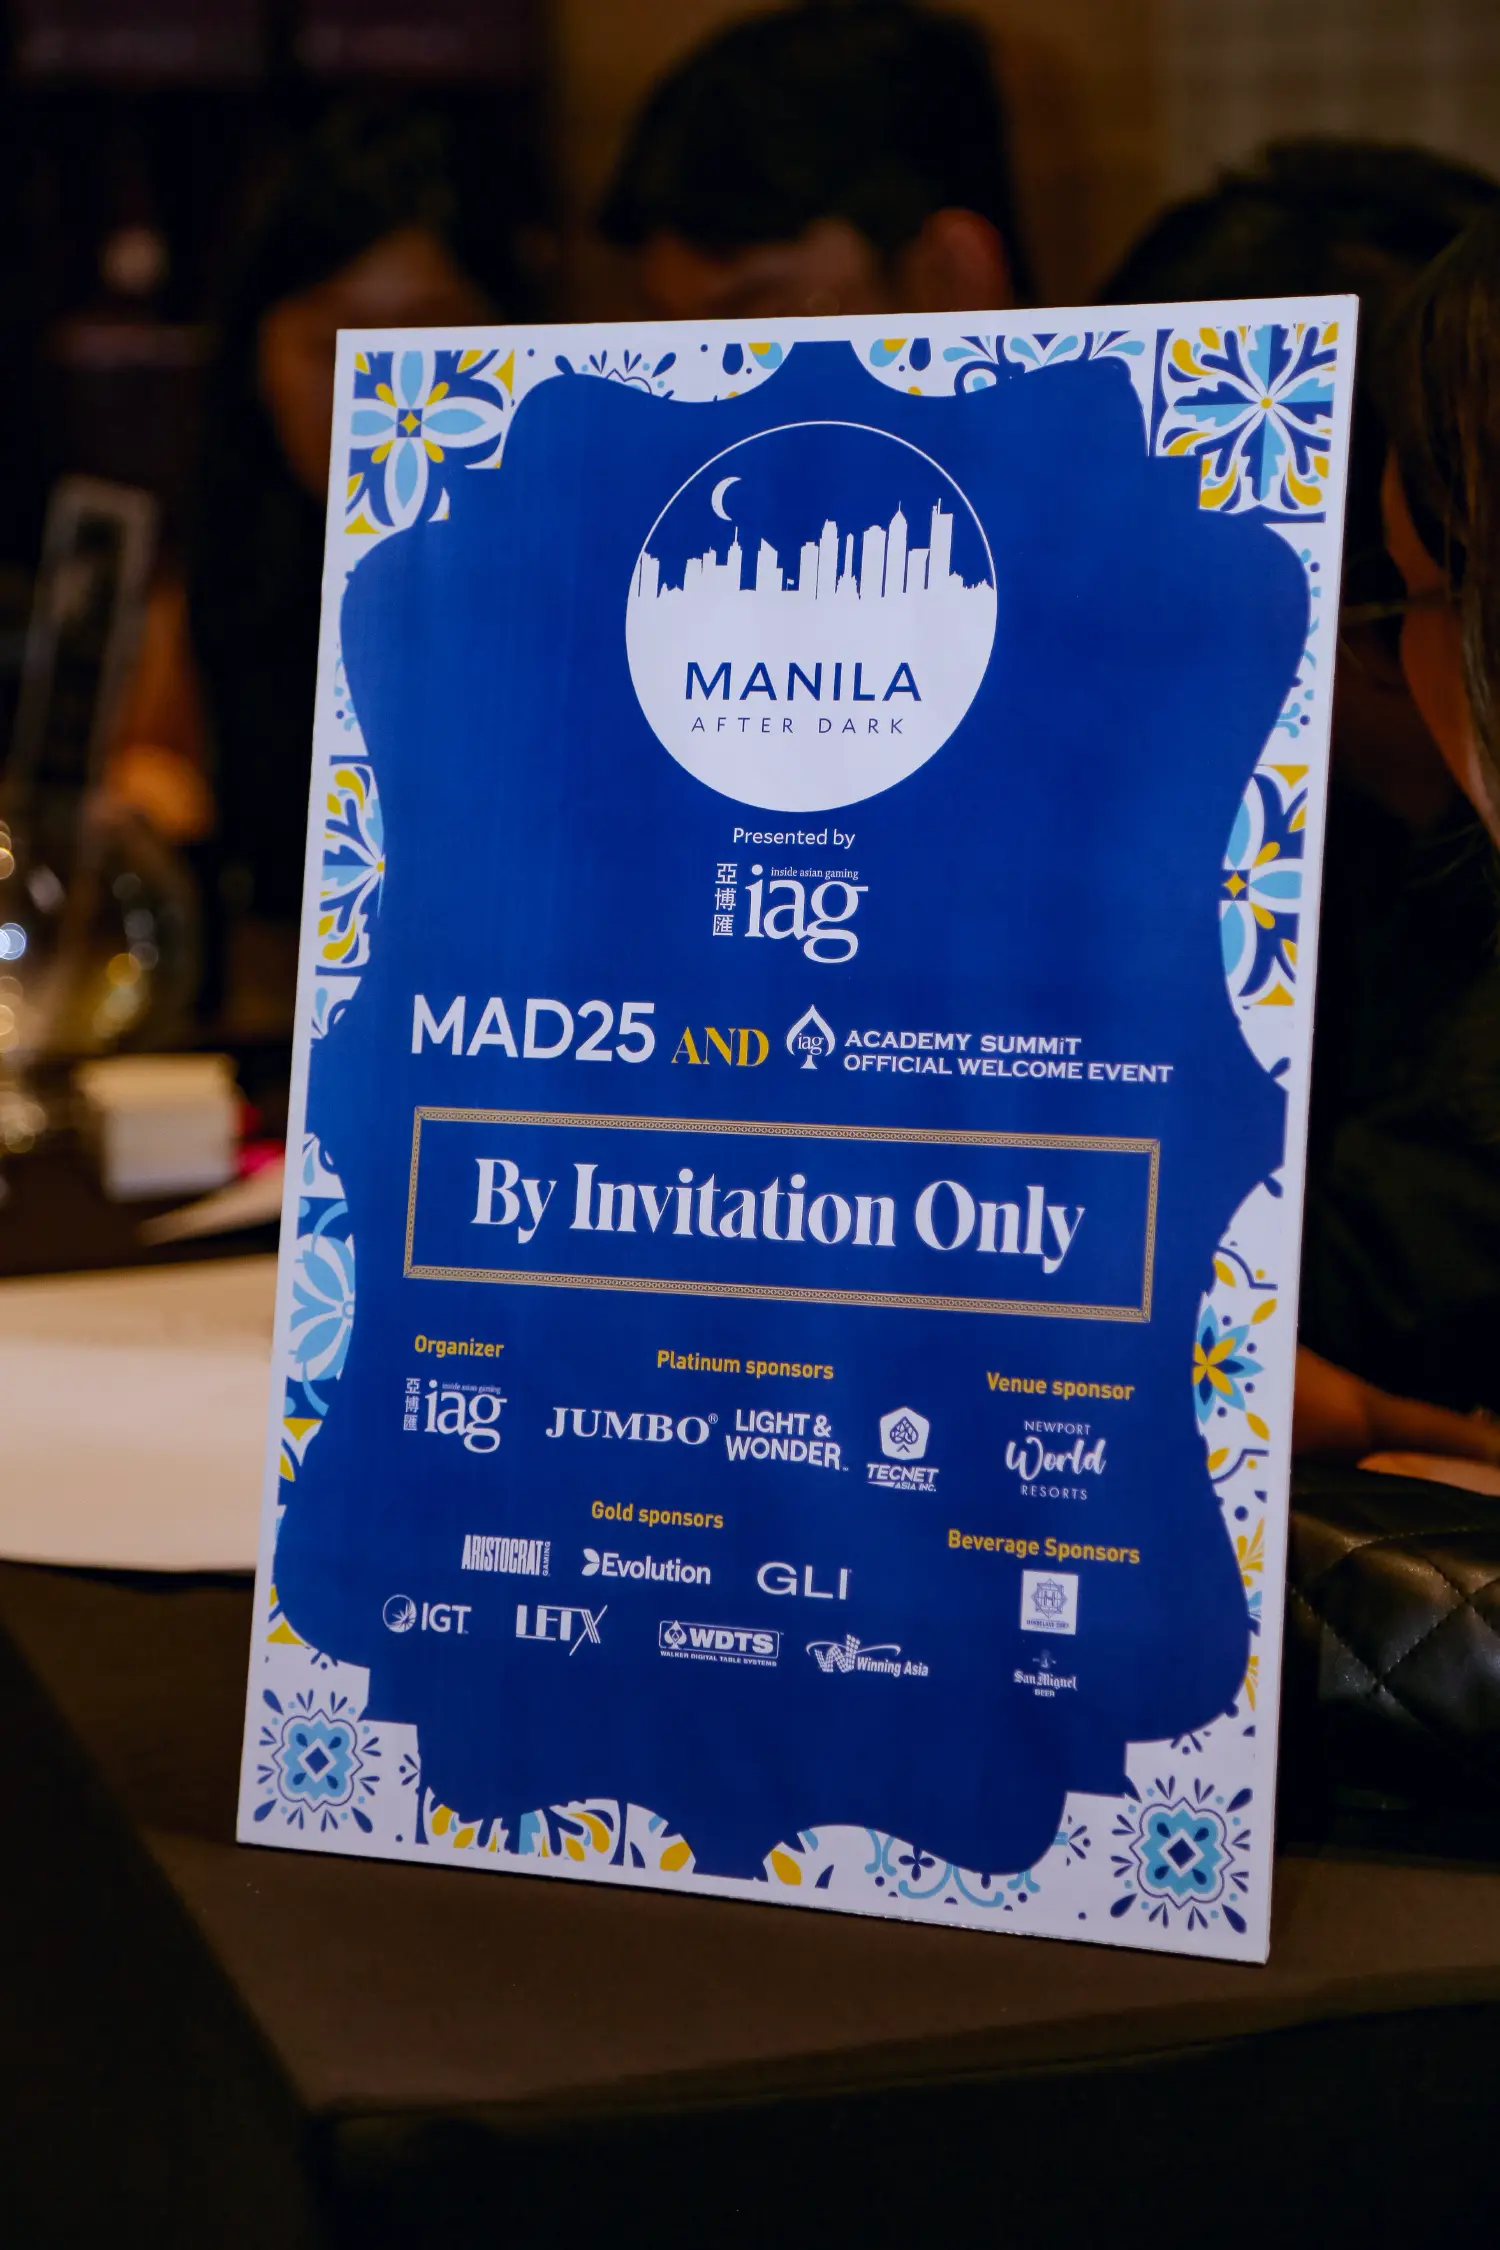 MANILA
AFTER DARK
Presented by
亞博匯
inside asian gaming
iag
MAD25 AND iag ACADEMY SUMMiT
OFFICIAL WELCOME EVENT
By Invitation Only
Organizer
亞博匯
inside asian gaming
iag
Platinum sponsors
JUMBO®
LIGHT &
WONDER™
TECNET
ASIA INC.
Venue sponsor
NEWPORT
World
RESORTS
Gold sponsors
ARISTOCRAT
GAMING
Evolution
GLI
IGT
LETX
WDTS
WALKER DIGITAL TABLE SYSTEMS
Winning Asia
Beverage Sponsors
H
San Miguel
BEER